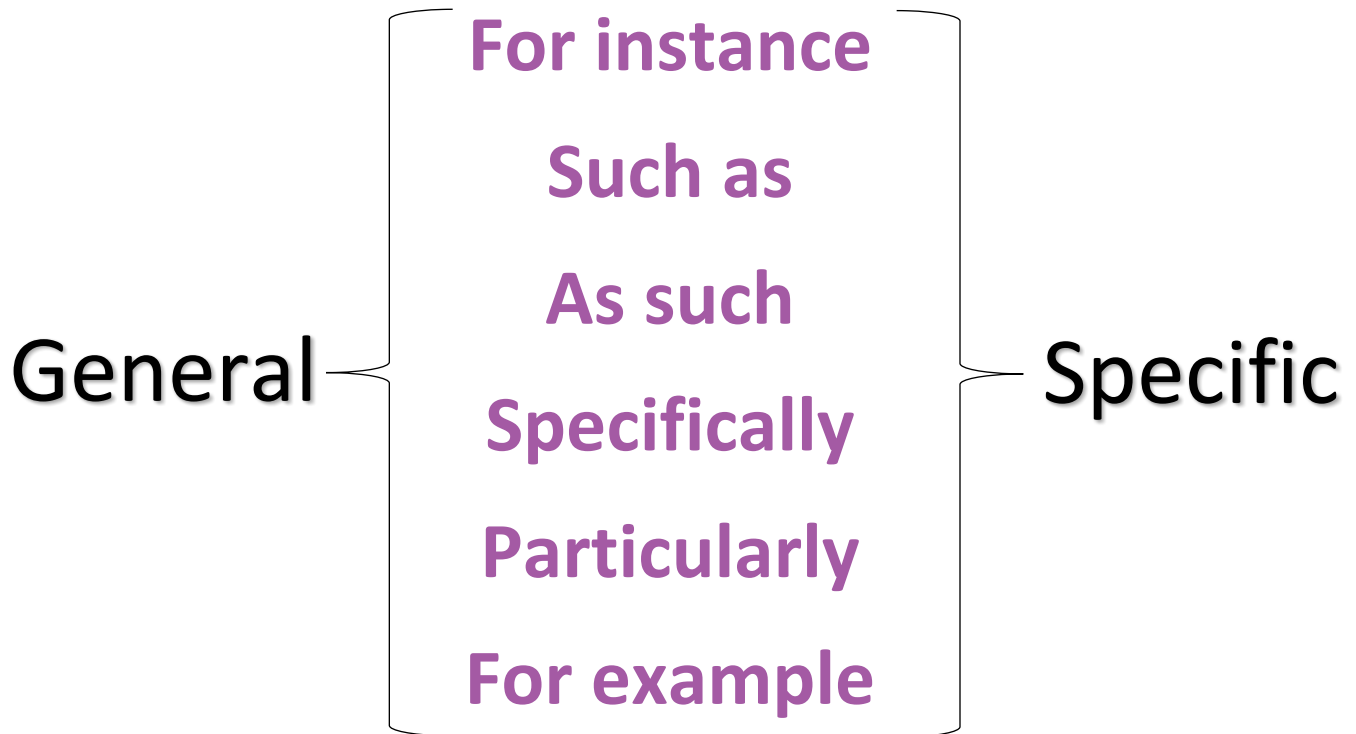 For instance
Such as
As such
General
Specifically
Particularly
For example
Specific